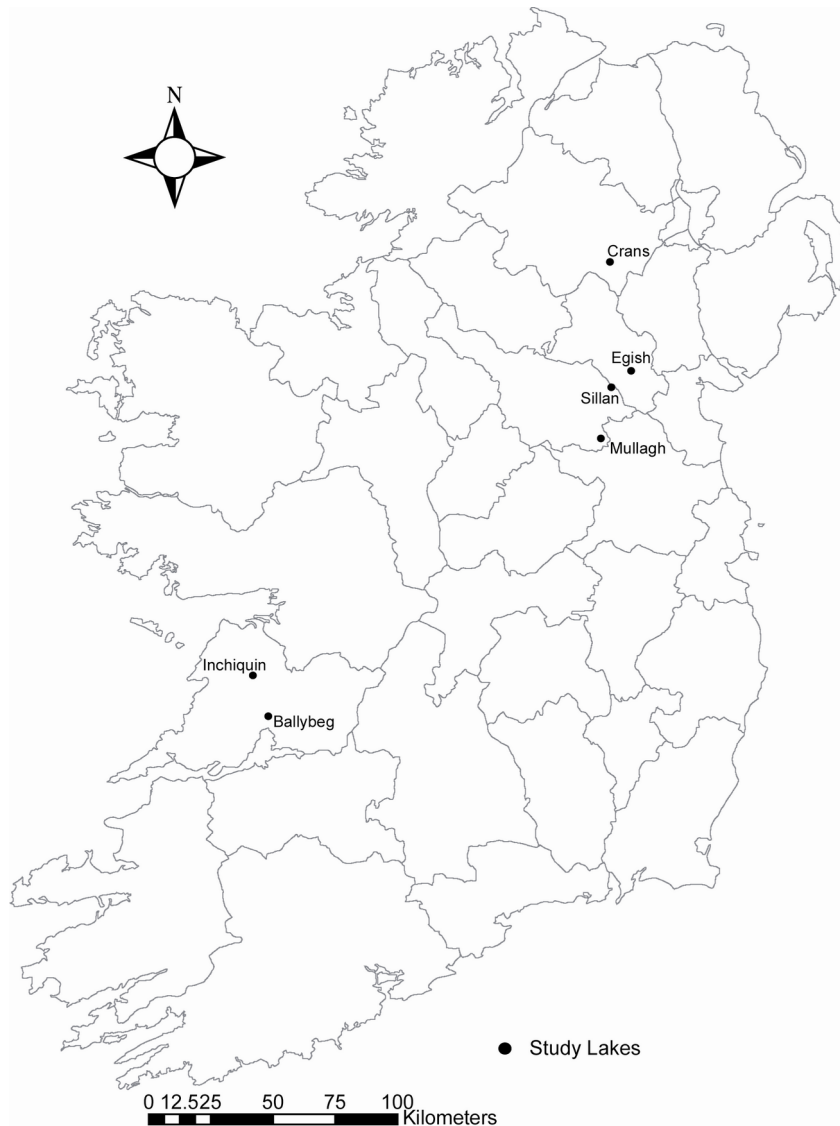 N
Crans
Egish
Sillan
Mullagh
Inchiquin
Ballybeg
Study Lakes
0 12.525 50 75 100
Kilometers